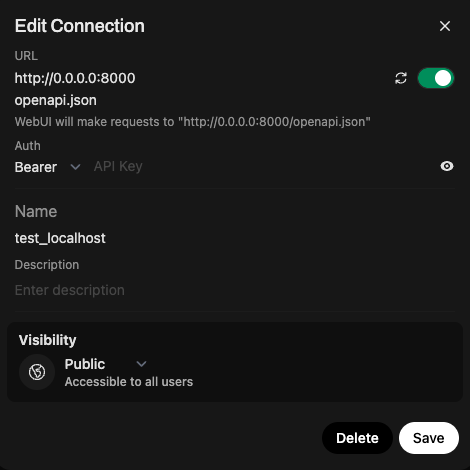 Edit Connection
URL
http://0.0.0.0:8000
openapi.json
WebUI will make requests to "http://0.0.0.0:8000/openapi.json"
Auth
Bearer API Key
Name
test_localhost
Description
Enter description
Visibility
Public
Accessible to all users
Delete Save